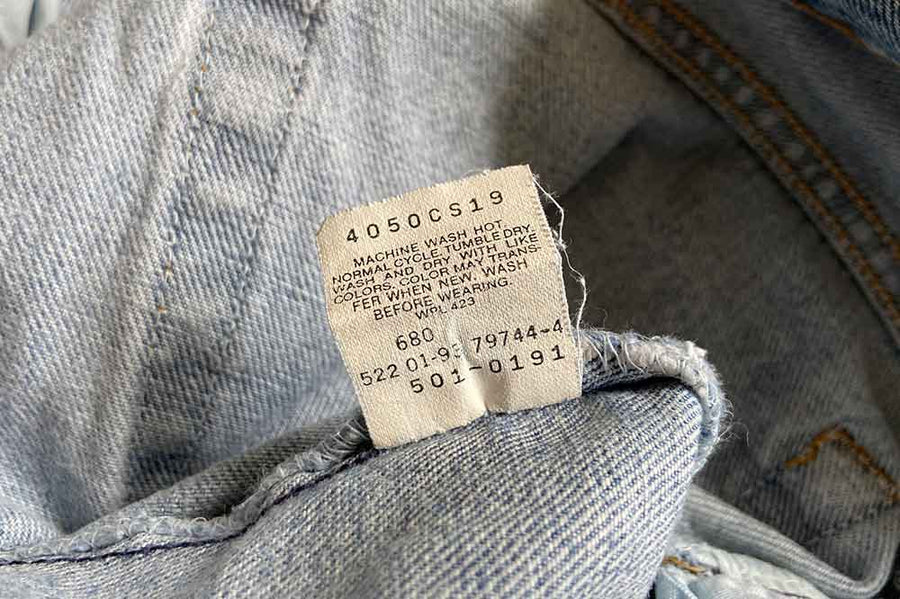 4050CS19
MACHINE WASH HOT
NORMAL CYCLE TUMBLE DRY.
WASH AND DRY WITH LIKE
COLORS. COLOR MAY TRANS-
FER WHEN NEW. WASH
BEFORE WEARING.
WPL 423
680
522 01-95 79744-4
501-0191